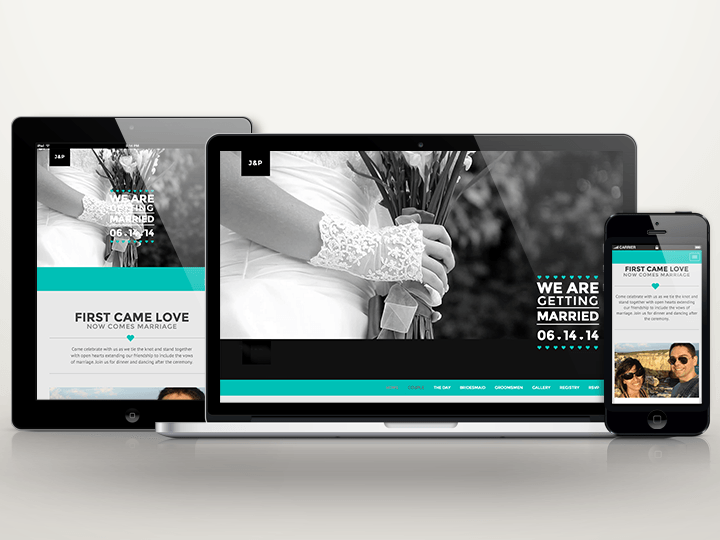 iPad
J&P
WE ARE
GETTING
MARRIED
06.14.14
FIRST CAME LOVE
NOW COMES MARRIAGE
Come celebrate with us as we tie the knot and stand together
with open hearts extending our friendship to include the vows
of marriage. Join us for dinner and dancing after the ceremony.
J&P
WE ARE
GETTING
MARRIED
06.14.14
COUPLE THE DAY BRIDESMAID GROOMSMEN GALLERY REGISTRY RSVP
CARRIER
FIRST CAME LOVE
NOW COMES MARRIAGE
Come celebrate with us as we tie the knot and
stand together with open hearts extending
our friendship to include the vows of
marriage. Join us for dinner and dancing after
the ceremony.